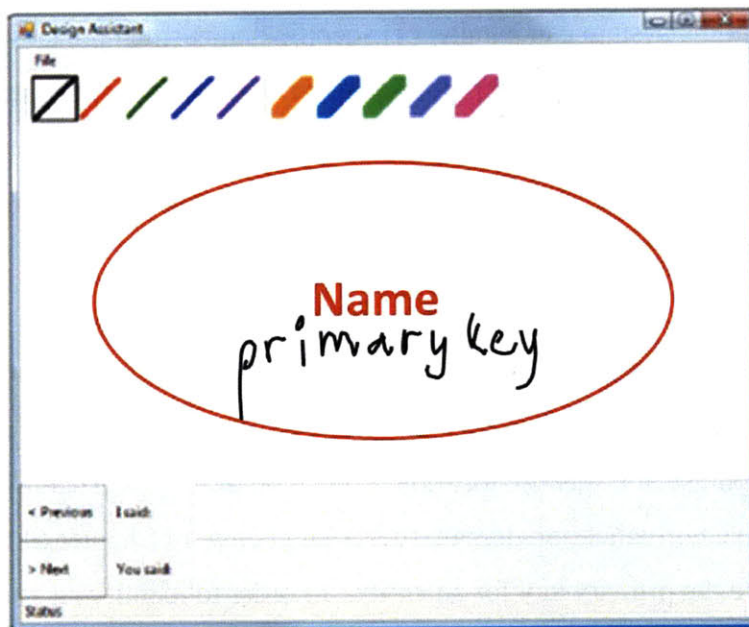 Design Assistant
File
Name
primary key
< Previous
I said:
> Next
You said:
Status